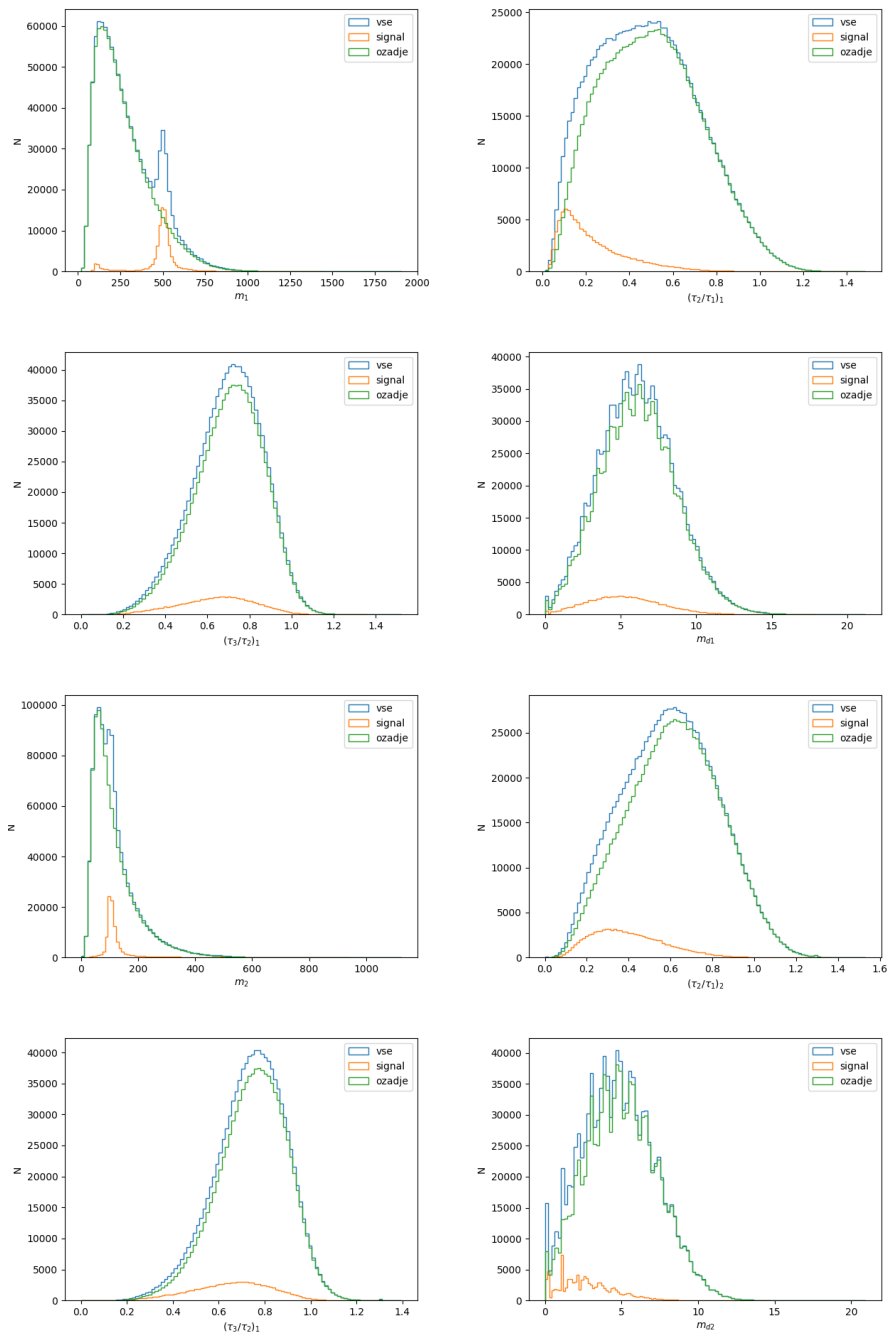 60000
50000
40000
30000
20000
10000
0
N
vse
signal
ozadje
0 250 500 750 1000 1250 1500 1750 2000
m₁
25000
20000
15000
10000
5000
0
N
vse
signal
ozadje
0.0 0.2 0.4 0.6 0.8 1.0 1.2 1.4
(τ₂/τ₁)₁
40000
35000
30000
25000
20000
15000
10000
5000
0
N
vse
signal
ozadje
0.0 0.2 0.4 0.6 0.8 1.0 1.2 1.4
(τ₃/τ₂)₁
40000
35000
30000
25000
20000
15000
10000
5000
0
N
vse
signal
ozadje
0 5 10 15 20
m_{d1}
100000
80000
60000
40000
20000
0
N
vse
signal
ozadje
0 200 400 600 800 1000
m₂
25000
20000
15000
10000
5000
0
N
vse
signal
ozadje
0.0 0.2 0.4 0.6 0.8 1.0 1.2 1.4 1.6
(τ₂/τ₁)₂
40000
35000
30000
25000
20000
15000
10000
5000
0
N
vse
signal
ozadje
0.0 0.2 0.4 0.6 0.8 1.0 1.2 1.4
(τ₃/τ₂)₁
40000
35000
30000
25000
20000
15000
10000
5000
0
N
vse
signal
ozadje
0 5 10 15 20
m_{d2}